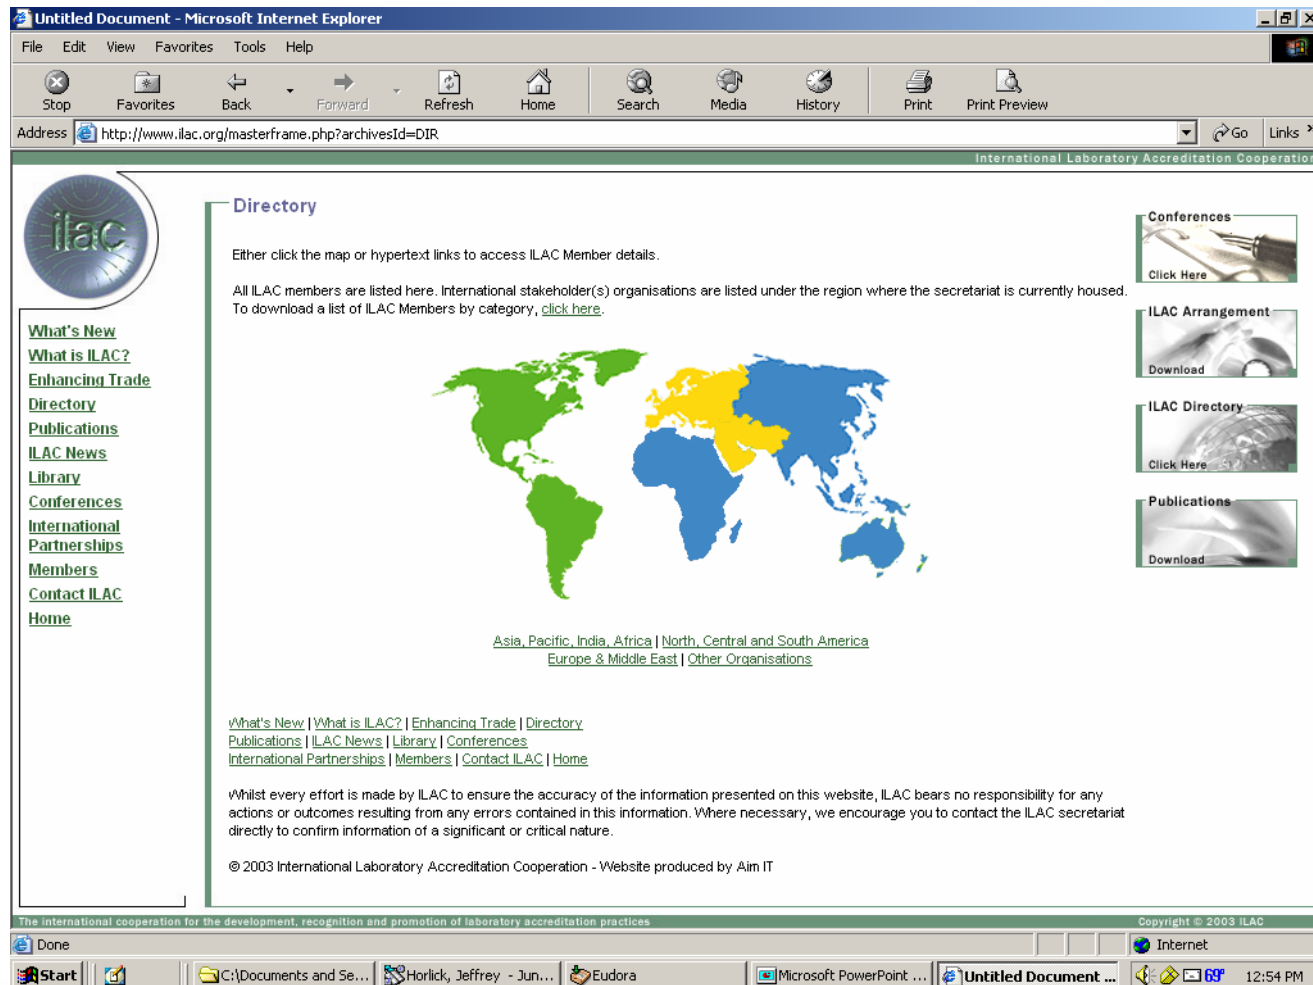 Untitled Document - Microsoft Internet Explorer
File Edit View Favorites Tools Help
Stop Favorites Back Forward Refresh Home Search Media History Print Print Preview
Address http://www.ilac.org/masterframe.php?archivesId=DIR Go Links »
International Laboratory Accreditation Cooperation
ilac
What's New
What is ILAC?
Enhancing Trade
Directory
Publications
ILAC News
Library
Conferences
International
Partnerships
Members
Contact ILAC
Home
Directory
Either click the map or hypertext links to access ILAC Member details.
All ILAC members are listed here. International stakeholder(s) organisations are listed under the region where the secretariat is currently housed.
To download a list of ILAC Members by category, click here.
Asia, Pacific, India, Africa | North, Central and South America
Europe & Middle East | Other Organisations
What's New | What is ILAC? | Enhancing Trade | Directory
Publications | ILAC News | Library | Conferences
International Partnerships | Members | Contact ILAC | Home
Whilst every effort is made by ILAC to ensure the accuracy of the information presented on this website, ILAC bears no responsibility for any
actions or outcomes resulting from any errors contained in this information. Where necessary, we encourage you to contact the ILAC secretariat
directly to confirm information of a significant or critical nature.
© 2003 International Laboratory Accreditation Cooperation - Website produced by Aim IT
Conferences
Click Here
ILAC Arrangement
Download
ILAC Directory
Click Here
Publications
Download
The international cooperation for the development, recognition and promotion of laboratory accreditation practices
Copyright © 2003 ILAC
Done
Internet
Start C:\Documents and Se... Horlick, Jeffrey - Jun... Eudora Microsoft PowerPoint ... Untitled Document ... 69° 12:54 PM